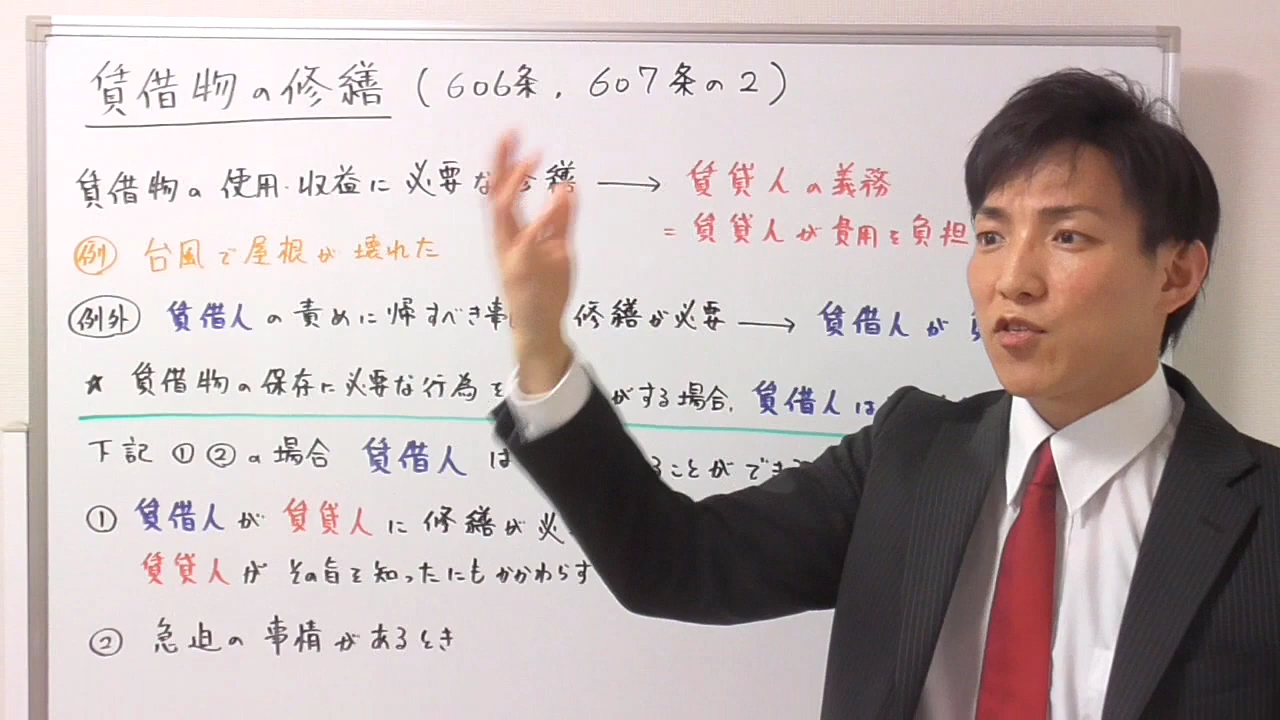 賃借物の修繕(606条,607条の2)
賃借物の使用・収益に必要な修繕 → 賃貸人の義務
=賃貸人が費用を負担
例 台風で屋根が壊れた
例外 賃借人の責めに帰すべき事 修繕が必要 → 賃借人が
★ 賃借物の保存に必要な行為を がする場合,賃借人は
下記①②の場合 賃借人は ることができる
① 賃借人が賃貸人に修繕が必
賃貸人がその旨を知ったにもかかわらず
② 急迫の事情があるとき